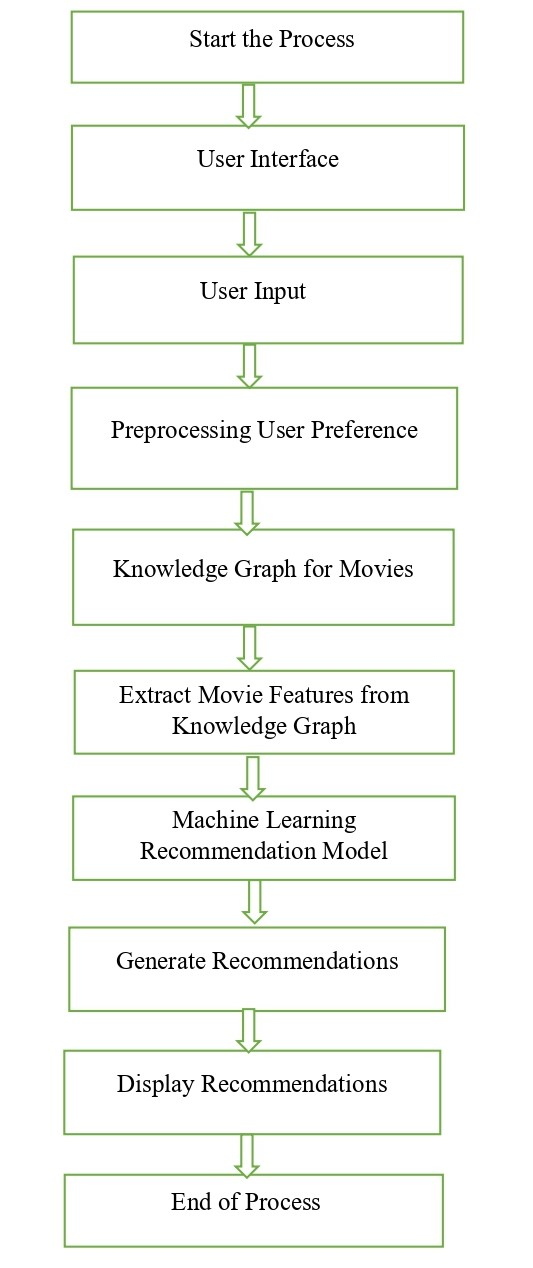 Start the Process
User Interface
User Input
Preprocessing User Preference
Knowledge Graph for Movies
Extract Movie Features from
Knowledge Graph
Machine Learning
Recommendation Model
Generate Recommendations
Display Recommendations
End of Process